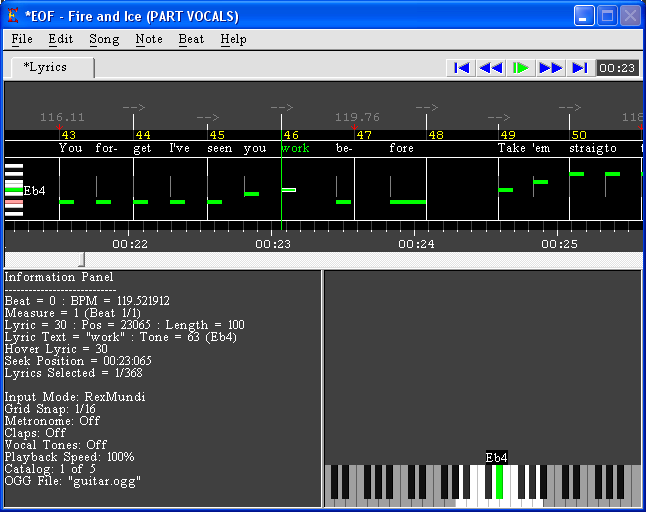 *EOF - Fire and Ice (PART VOCALS)
File Edit Song Note Beat Help
*Lyrics 00:23
--> --> --> --> -->
116.11 --> --> 119.76 --> --> 118
43 44 45 46 47 48 49 50
You for- get I've seen you work be- fore Take 'em straigto t
Eb4
00:22 00:23 00:24 00:25
Information Panel
----------------------------
Beat = 0 : BPM = 119.521912
Measure = 1 (Beat 1/1)
Lyric = 30 : Pos = 23065 : Length = 100
Lyric Text = "work" : Tone = 63 (Eb4)
Hover Lyric = 30
Seek Position = 00:23:065
Lyrics Selected = 1/368
Input Mode: RexMundi
Grid Snap: 1/16
Metronome: Off
Claps: Off
Vocal Tones: Off
Playback Speed: 100%
Catalog: 1 of 5
OGG File: "guitar.ogg"
Eb4